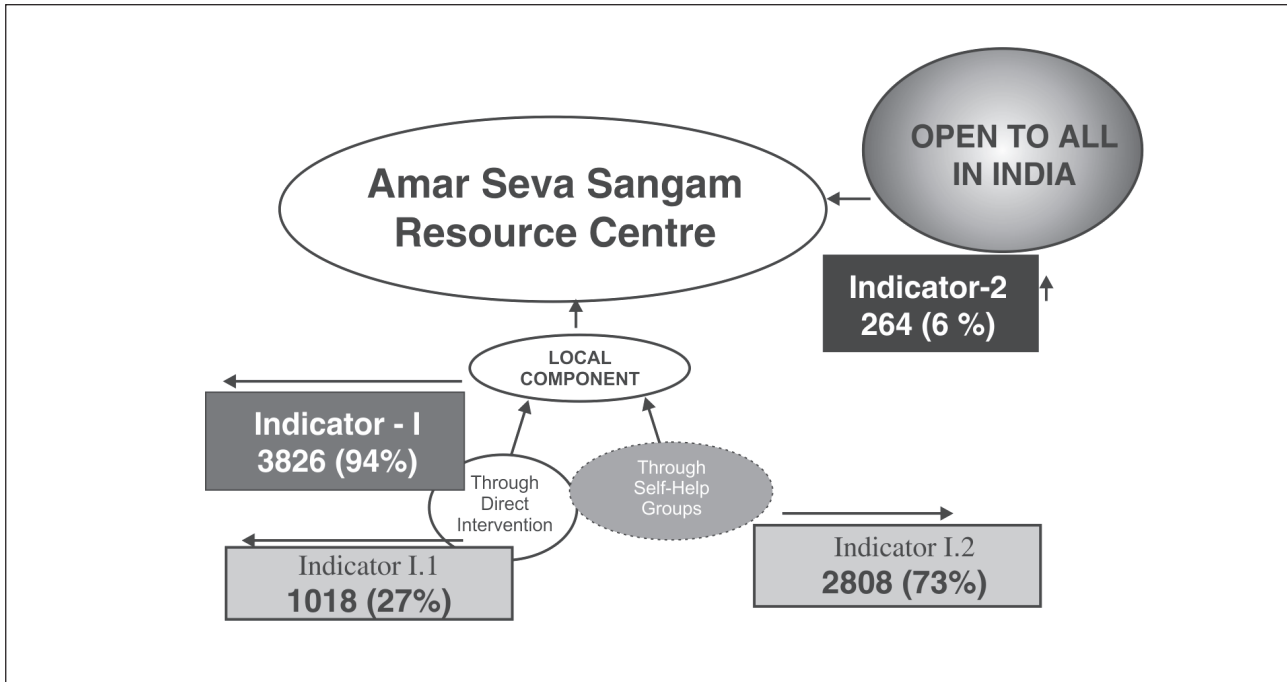 OPEN TO ALL
IN INDIA
Amar Seva Sangam
Resource Centre
Indicator-2
264 (6 %)
LOCAL
COMPONENT
Indicator - I
3826 (94%)
Through
Direct
Intervention
Through
Self-Help
Groups
Indicator I.1
1018 (27%)
Indicator I.2
2808 (73%)